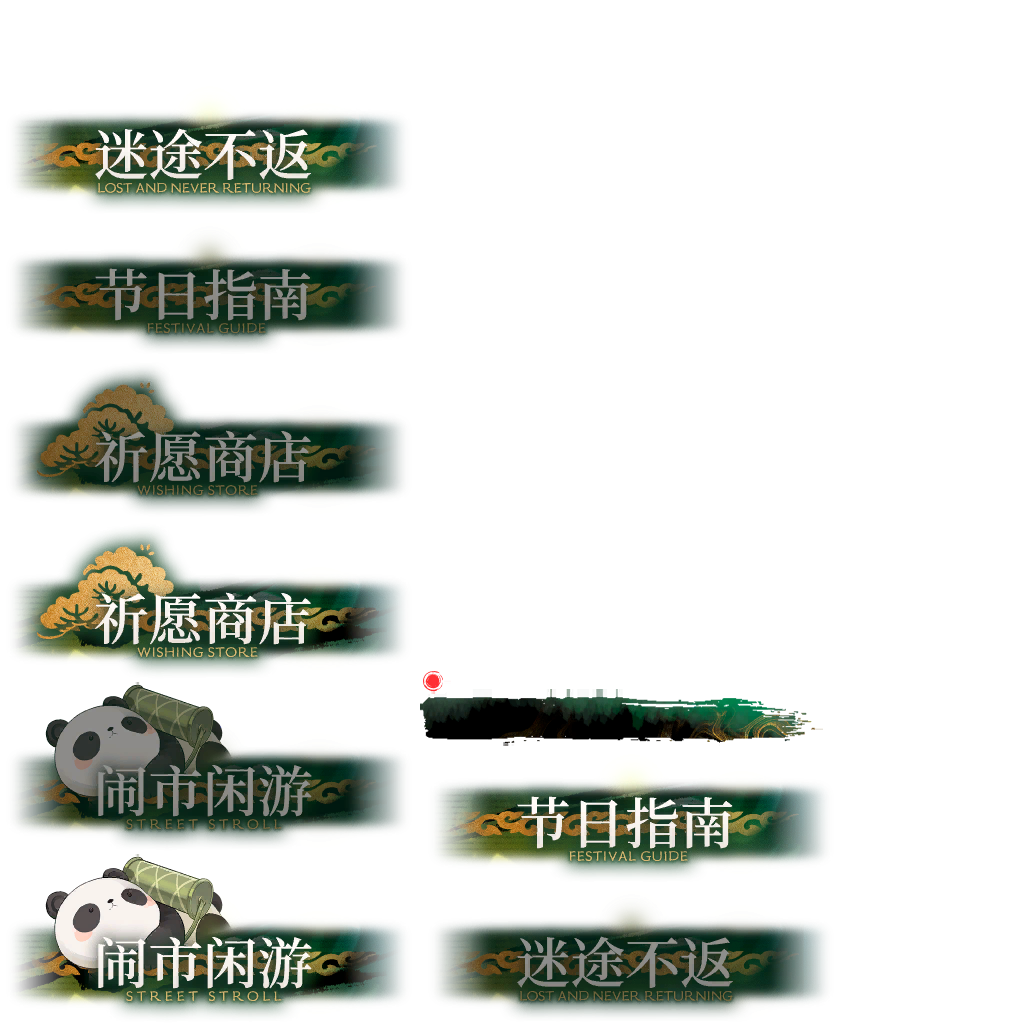 迷途不返
LOST AND NEVER RETURNING
节日指南
FESTIVAL GUIDE
祈愿商店
WISHING STORE
祈愿商店
WISHING STORE
闹市闲游
STREET STROLL
闹市闲游
STREET STROLL
节日指南
FESTIVAL GUIDE
迷途不返
LOST AND NEVER RETURNING